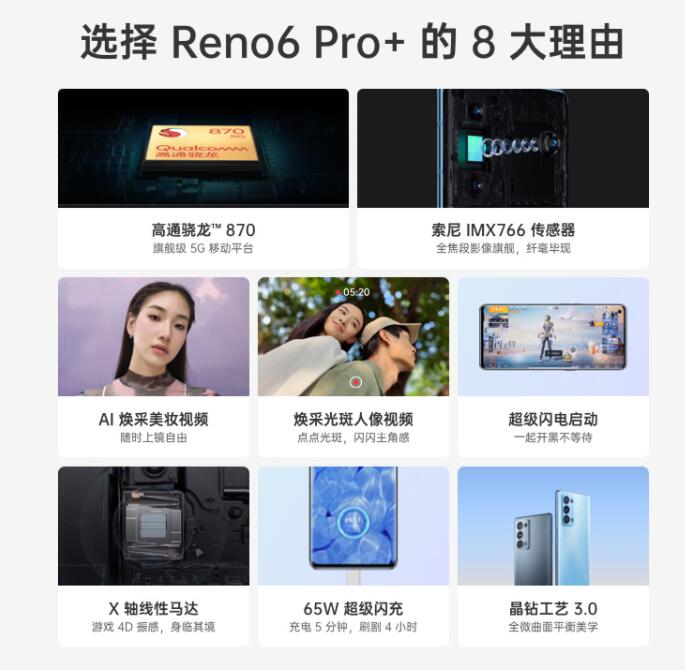 选择 Reno6 Pro+ 的 8 大理由
870
5G
Qualcomm
高通骁龙
高通骁龙™ 870
旗舰级 5G 移动平台
索尼 IMX766 传感器
全焦段影像旗舰，纤毫毕现
05:20
AI 焕采美妆视频
随时上镜自由
焕采光斑人像视频
点点光斑，闪闪主角感
超级闪电启动
一起开黑不等待
X 轴线性马达
游戏 4D 振感，身临其境
65W 超级闪充
充电 5 分钟，刷剧 4 小时
晶钻工艺 3.0
全微曲面平衡美学